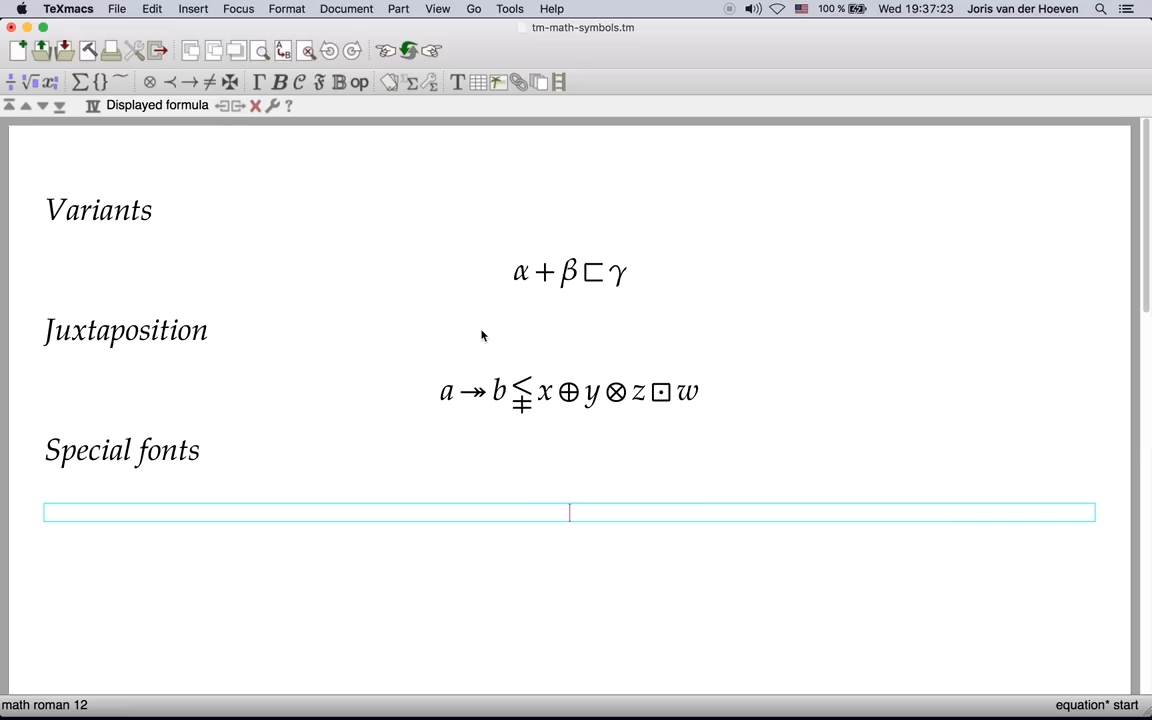 TeXmacs File Edit Insert Focus Format Document Part View Go Tools Help 100 % Wed 19:37:23 Joris van der Hoeven
tm-math-symbols.tm
Γ B C F B op T
Displayed formula ?
Variants
α + β ⊏ γ
Juxtaposition
a ↠ b ⪇ x ⊕ y ⊗ z ⊡ w
Special fonts
math roman 12 equation* start